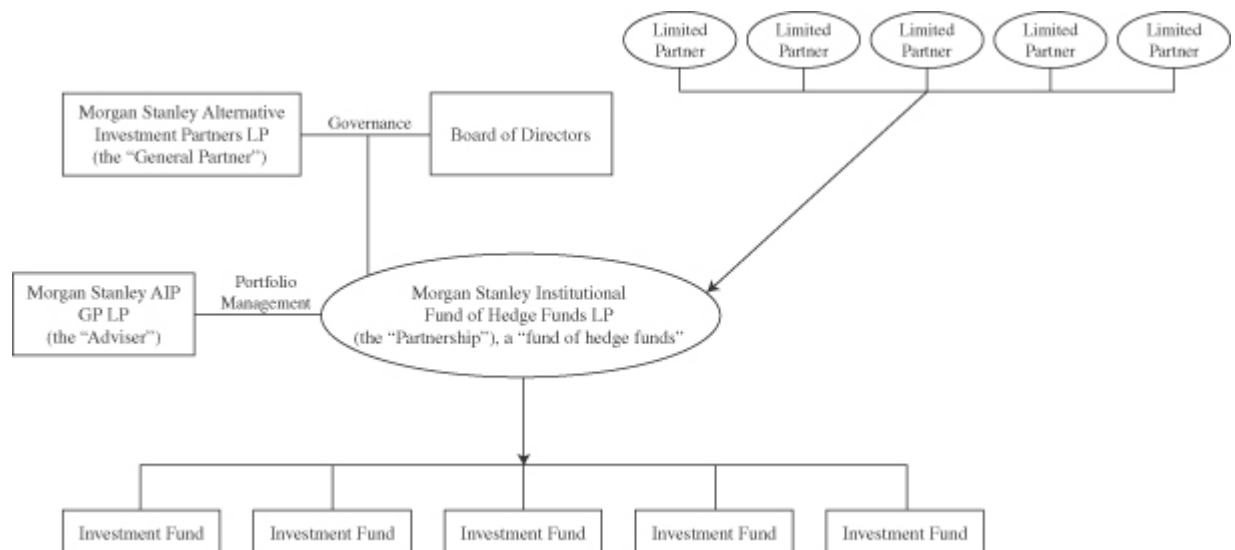 Limited
Partner
Limited
Partner
Limited
Partner
Limited
Partner
Limited
Partner
Morgan Stanley Alternative
Investment Partners LP
(the “General Partner”)
Governance
Board of Directors
Morgan Stanley AIP
GP LP
(the “Adviser”)
Portfolio
Management
Morgan Stanley Institutional
Fund of Hedge Funds LP
(the “Partnership”), a “fund of hedge funds”
Investment Fund
Investment Fund
Investment Fund
Investment Fund
Investment Fund